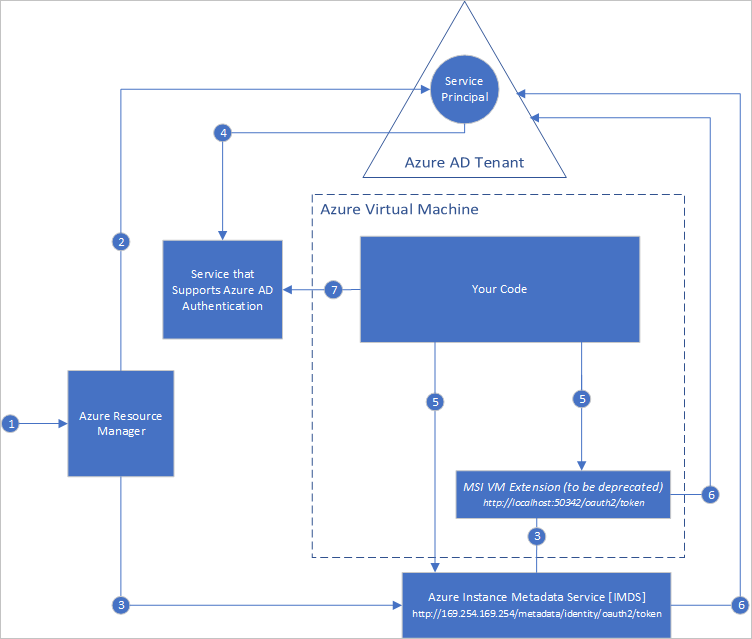 Service
Principal
Azure AD Tenant
4
Azure Virtual Machine
2
Service that
Supports Azure AD
Authentication
7
Your Code
5
5
Azure Resource
Manager
1
MSI VM Extension (to be deprecated)
http://localhost:50342/oauth2/token
6
3
3
Azure Instance Metadata Service [IMDS]
http://169.254.169.254/metadata/identity/oauth2/token
6